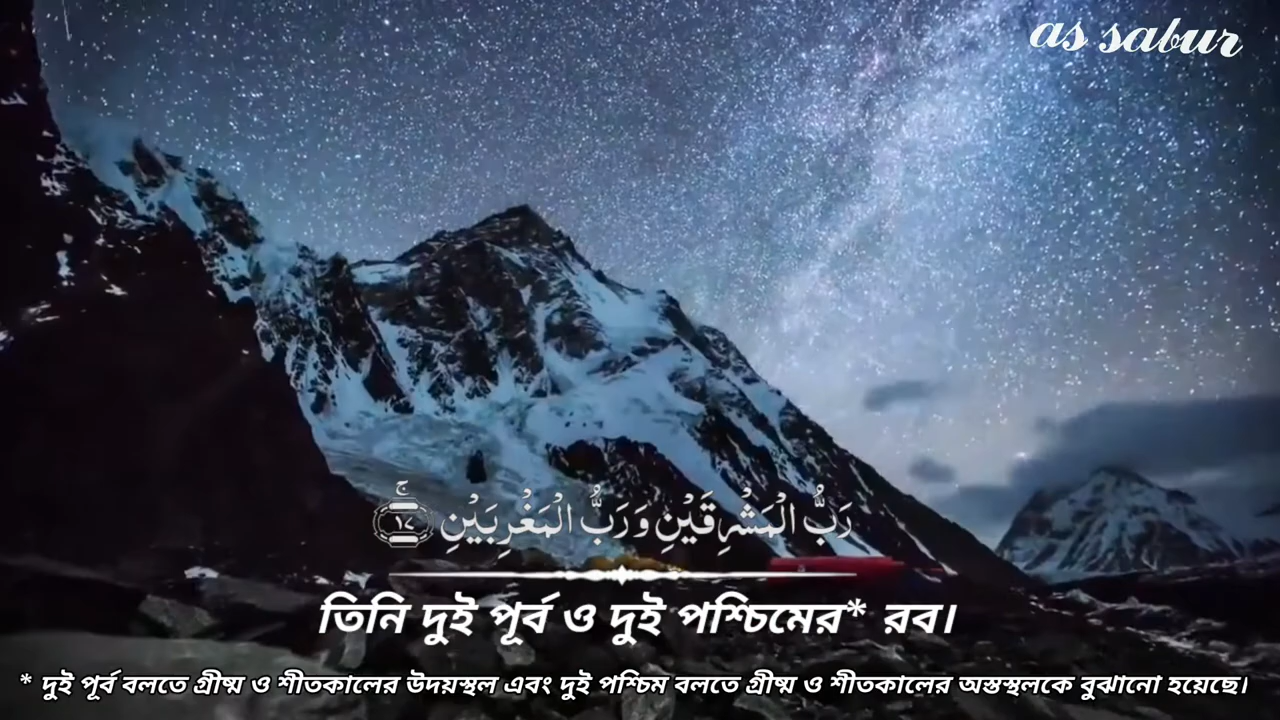 as sabur
رَبُّ الْمَشْرِقَيْنِ وَرَبُّ الْمَغْرِبَيْنِ ۚ ١٧
তিনি দুই পূর্ব ও দুই পশ্চিমের* রব।
* দুই পূর্ব বলতে গ্রীষ্ম ও শীতকালের উদয়স্থল এবং দুই পশ্চিম বলতে গ্রীষ্ম ও শীতকালের অস্তস্থলকে বুঝানো হয়েছে।